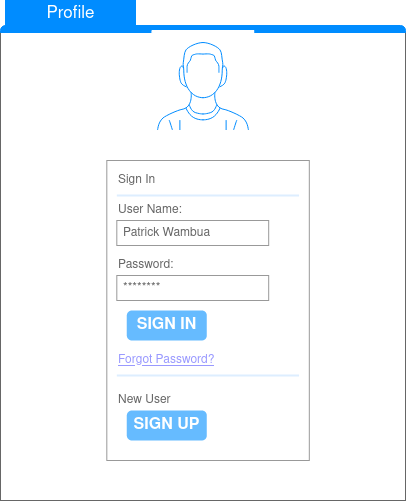 Profile
Sign In
User Name:
Patrick Wambua
Password:
********
SIGN IN
Forgot Password?
New User
SIGN UP